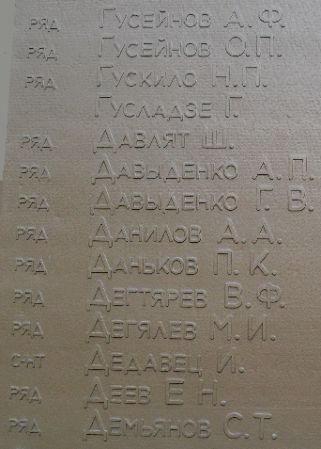 РЯД ГУСЕЙНОВ А.Ф.
РЯД ГУСЕЙНОВ О.П.
РЯД ГУСКИЛО Н.П.
ГУСЛАДЗЕ Г.
РЯД ДАВЛЯТ Ш.
РЯД ДАВЫДЕНКО А.П.
РЯД ДАВЫДЕНКО Г.В.
РЯД ДАНИЛОВ А.А.
РЯД ДАНЬКОВ П.К.
РЯД ДЕГТЯРЕВ В.Ф.
РЯД ДЕГЯЛЕВ М.И.
С-НТ ДЕДАВЕЦ И.
РЯД ДЕЕВ Е.Н.
РЯД ДЕМЬЯНОВ С.Т.